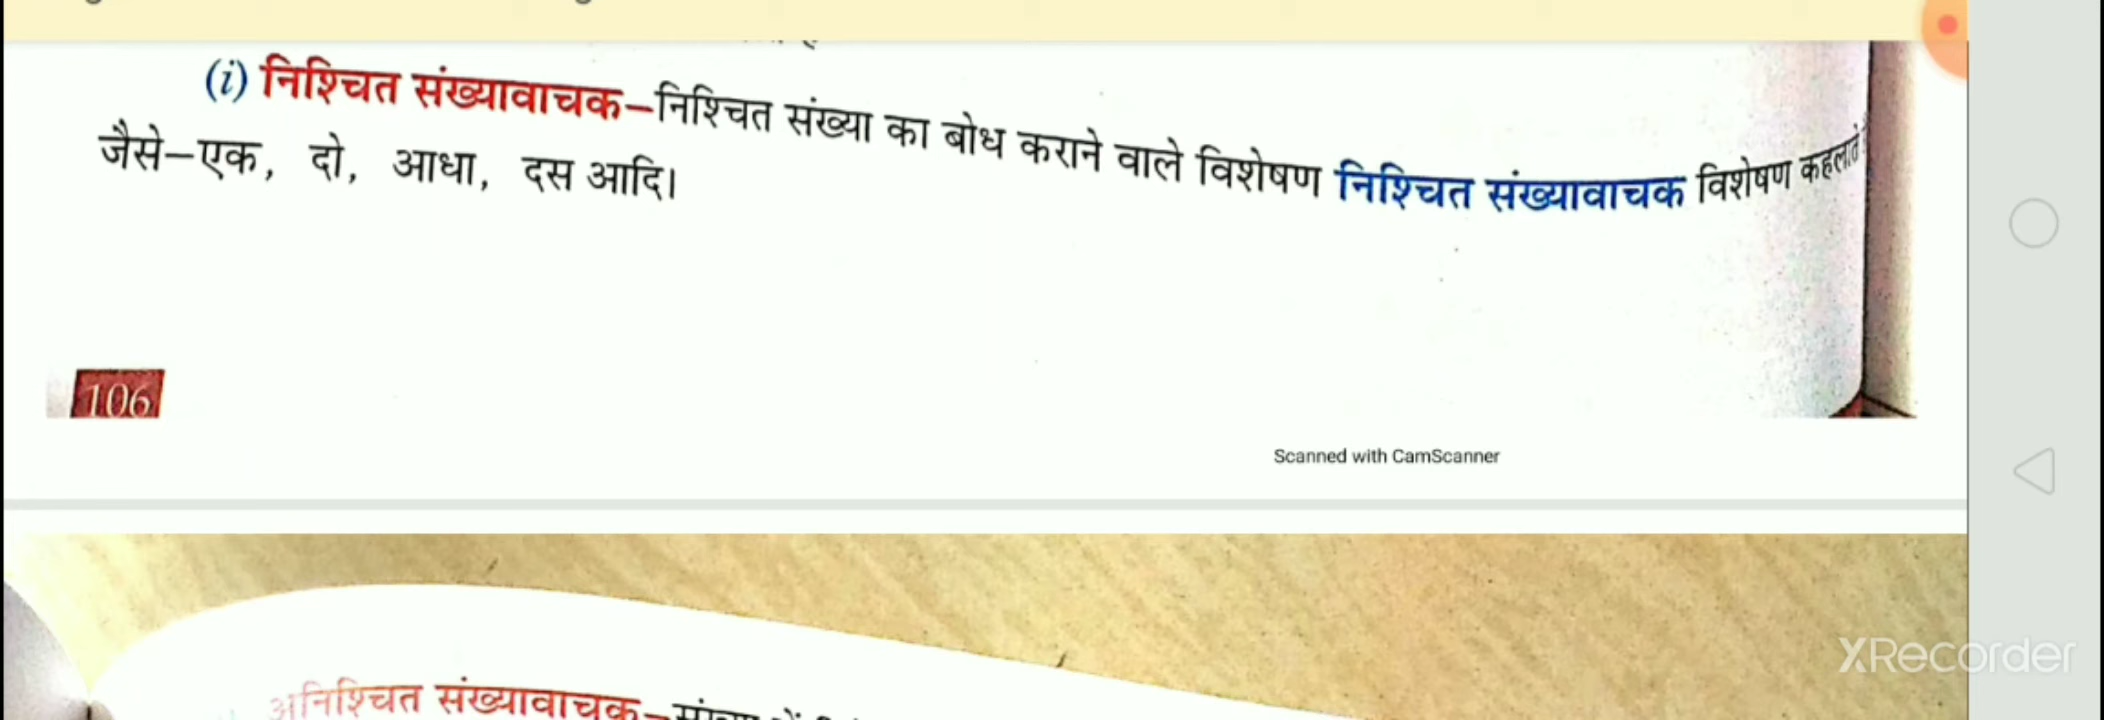 (i) निश्चित संख्यावाचक–निश्चित संख्या का बोध कराने वाले विशेषण निश्चित संख्यावाचक विशेषण कहलाते
जैसे–एक, दो, आधा, दस आदि।
106
Scanned with CamScanner
XRecorder
अनिश्चित संख्यावाचक–